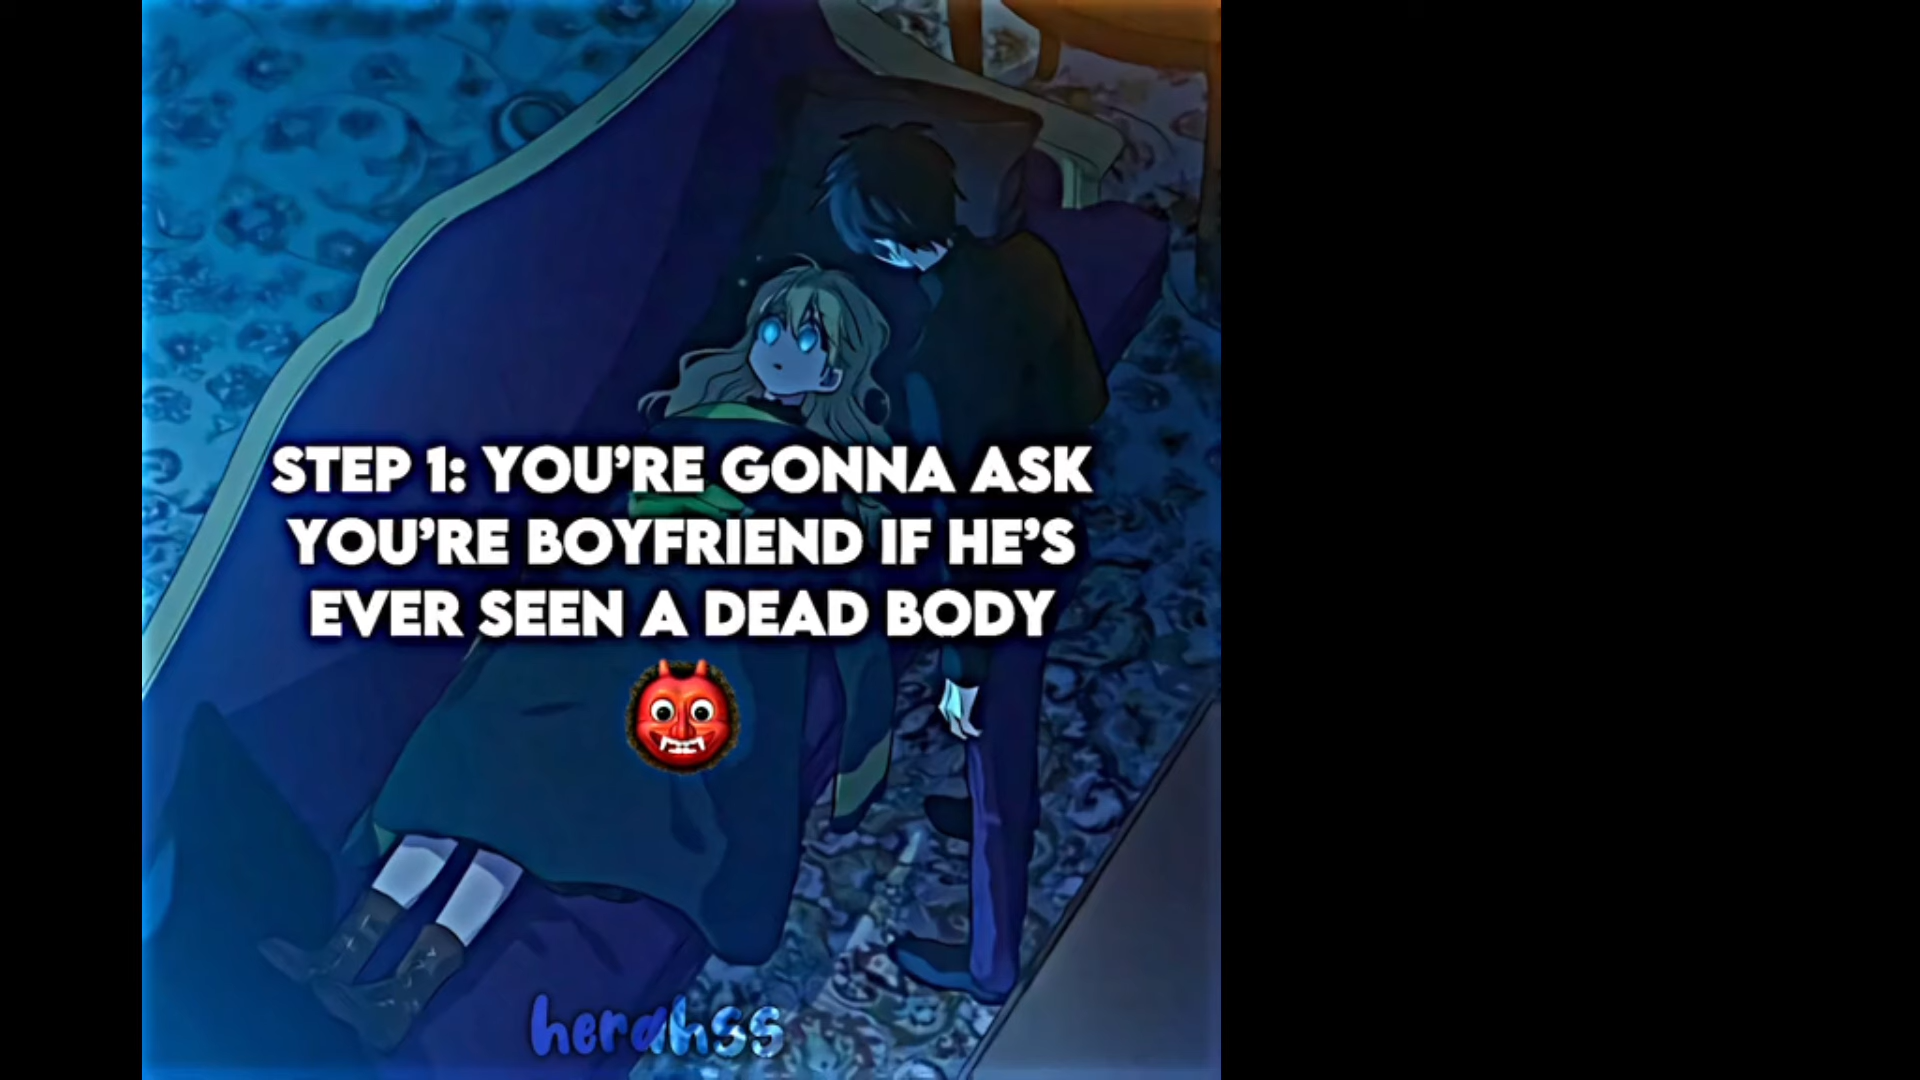 STEP 1: YOU'RE GONNA ASK
YOU'RE BOYFRIEND IF HE'S
EVER SEEN A DEAD BODY
herahss